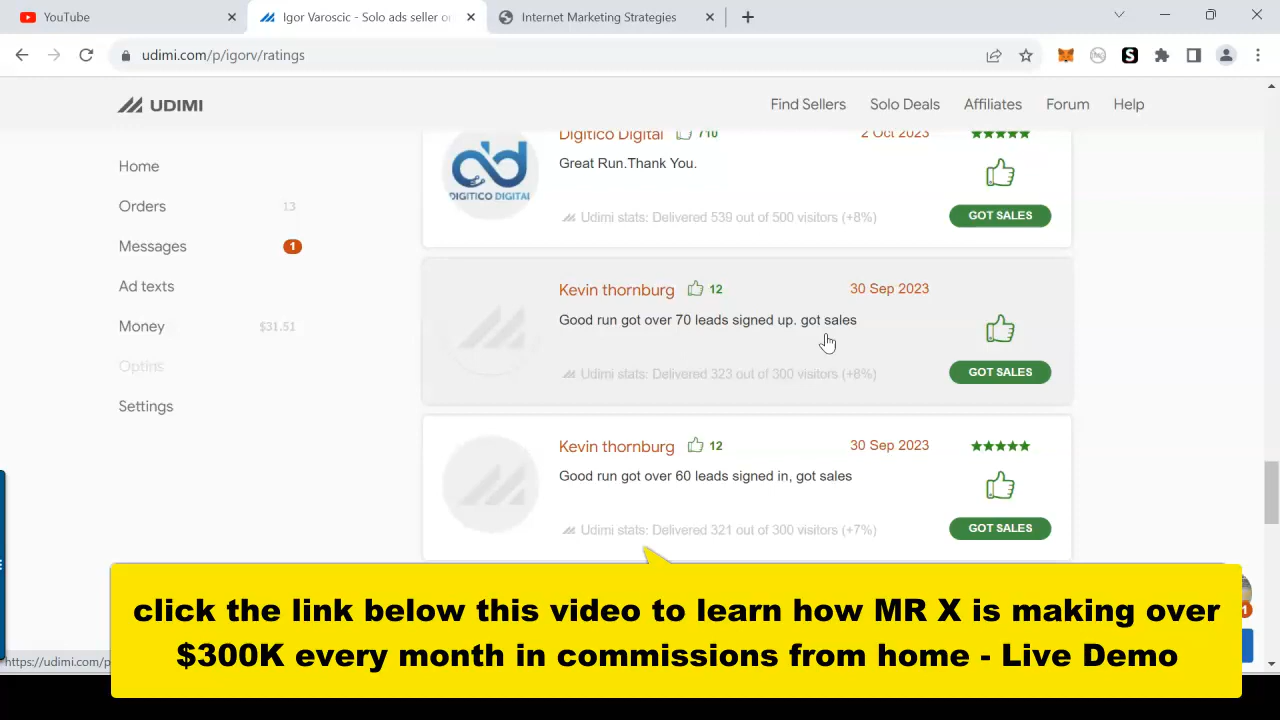 YouTube
Igor Varoscic - Solo ads seller o
Internet Marketing Strategies
udimi.com/p/igorv/ratings
UDIMI
Find Sellers
Solo Deals
Affiliates
Forum
Help
Home
Orders 13
Messages 1
Ad texts
Money $31.51
Optins
Settings
DIGITICO DIGITAL
Digitico Digital 710 2 Oct 2023
Great Run.Thank You.
Udimi stats: Delivered 539 out of 500 visitors (+8%)
GOT SALES
Kevin thornburg 12 30 Sep 2023
Good run got over 70 leads signed up. got sales
Udimi stats: Delivered 323 out of 300 visitors (+8%)
GOT SALES
Kevin thornburg 12 30 Sep 2023
Good run got over 60 leads signed in, got sales
Udimi stats: Delivered 321 out of 300 visitors (+7%)
GOT SALES
click the link below this video to learn how MR X is making over
$300K every month in commissions from home - Live Demo
https://udimi.com/p